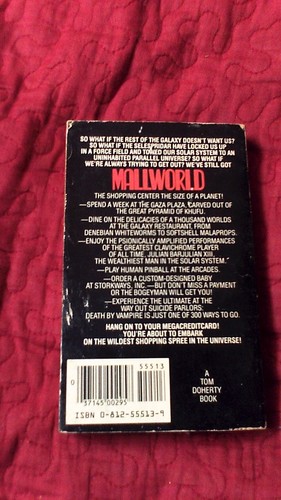 SO WHAT IF THE REST OF THE GALAXY DOESN'T WANT US?
SO WHAT IF THE SELESPRIDAR HAVE LOCKED US UP
IN A FORCE FIELD AND TOWED OUR SOLAR SYSTEM TO AN
UNINHABITED PARALLEL UNIVERSE? SO WHAT IF
WE'RE ALWAYS TRYING TO GET OUT? WE'VE STILL GOT
MALLWORLD
THE SHOPPING CENTER THE SIZE OF A PLANET!
—SPEND A WEEK AT THE GAZA PLAZA, CARVED OUT OF
THE GREAT PYRAMID OF KHUFU.
—DINE ON THE DELICACIES OF A THOUSAND WORLDS
AT THE GALAXY RESTAURANT, FROM
DENEBIAN WHITEWORMS TO SOFTSHELL MALAPROPS.
—ENJOY THE PSIONICALLY AMPLIFIED PERFORMANCES
OF THE GREATEST CLAVICHROME PLAYER
OF ALL TIME, JULIAN BARJULIAN XIII,
THE WEALTHIEST MAN IN THE SOLAR SYSTEM.
—PLAY HUMAN PINBALL AT THE ARCADES.
—ORDER A CUSTOM-DESIGNED BABY
AT STORKWAYS, INC.—BUT DON'T MISS A PAYMENT
OR THE BOGEYMAN WILL GET YOU!
—EXPERIENCE THE ULTIMATE AT THE
WAY OUT SUICIDE PARLORS:
DEATH BY VAMPIRE IS JUST ONE OF 300 WAYS TO GO.
HANG ON TO YOUR MEGACREDITCARD!
YOU'RE ABOUT TO EMBARK
ON THE WILDEST SHOPPING SPREE IN THE UNIVERSE!
55513
0
37145 00295
ISBN 0-812-55513-9
A
TOM
DOHERTY
BOOK